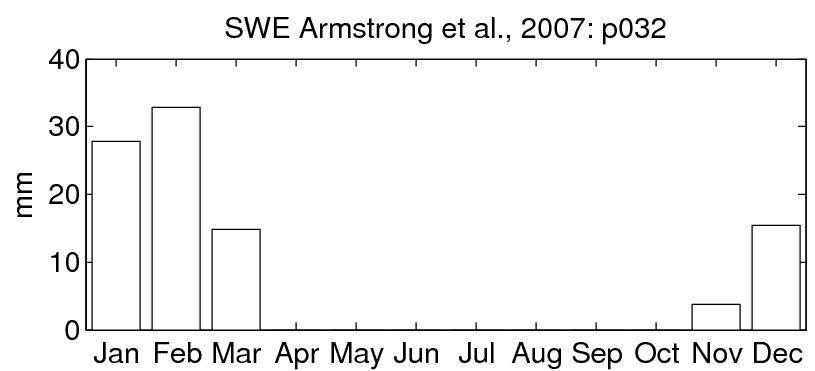 SWE Armstrong et al., 2007: p032
40
30
20
10
0
mm
Jan Feb Mar Apr May Jun Jul Aug Sep Oct Nov Dec